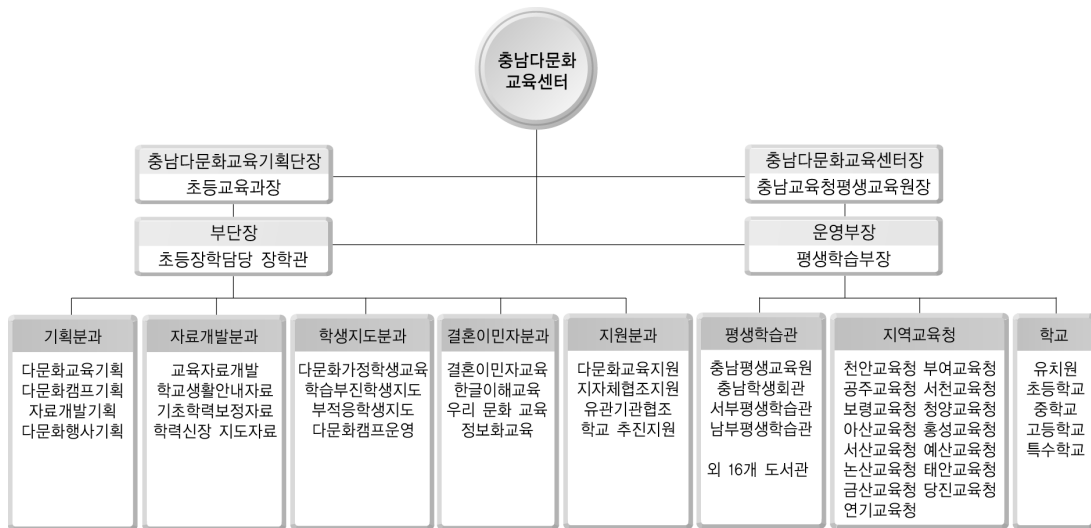 충남다문화
교육센터
충남다문화교육기획단장
초등교육과장
충남다문화교육센터장
충남교육청평생교육원장
부단장
초등장학담당 장학관
운영부장
평생학습부장
기획분과
다문화교육기획
다문화캠프기획
자료개발기획
다문화행사기획
자료개발분과
교육자료개발
학교생활안내자료
기초학력보정자료
학력신장 지도자료
학생지도분과
다문화가정학생교육
학습부진학생지도
부적응학생지도
다문화캠프운영
결혼이민자분과
결혼이민자교육
한글이해교육
우리 문화 교육
정보화교육
지원분과
다문화교육지원
지자체협조지원
유관기관협조
학교 추진지원
평생학습관
충남평생교육원
충남학생회관
서부평생학습관
남부평생학습관
외 16개 도서관
지역교육청
천안교육청 부여교육청
공주교육청 서천교육청
보령교육청 청양교육청
아산교육청 홍성교육청
서산교육청 예산교육청
논산교육청 태안교육청
금산교육청 당진교육청
연기교육청
학교
유치원
초등학교
중학교
고등학교
특수학교